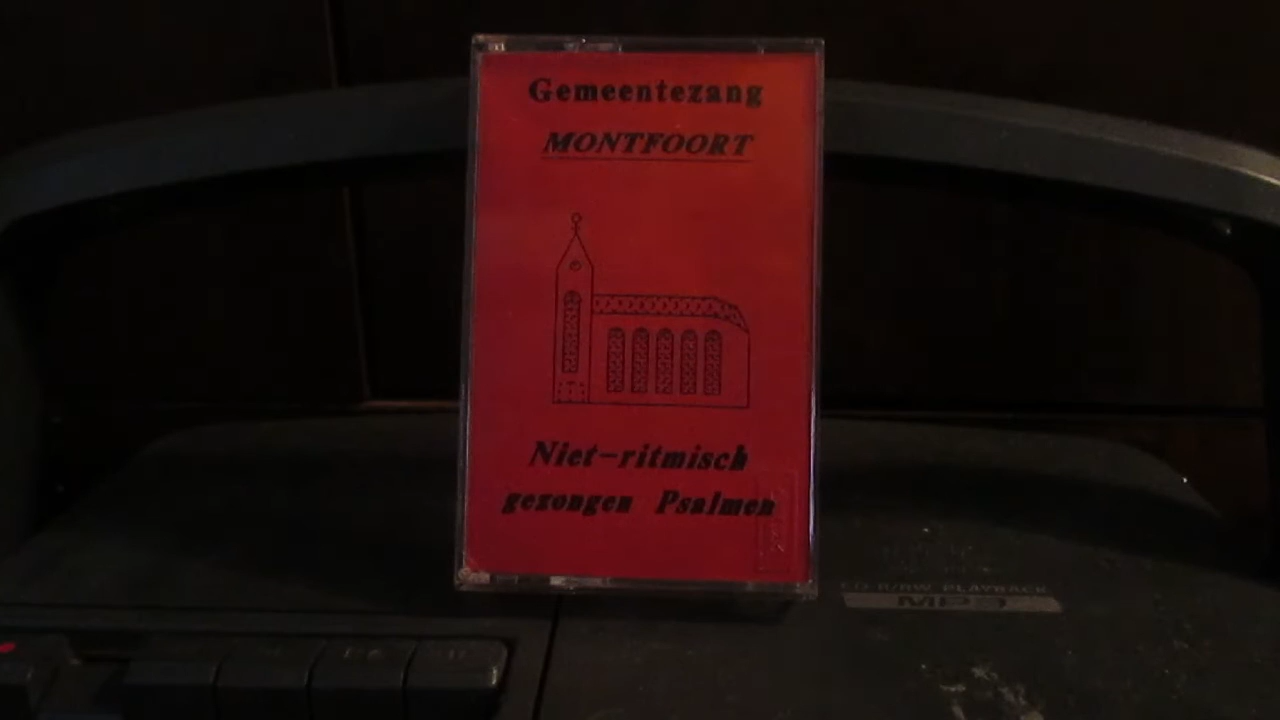 Gemeentezang
MONTFOORT
Niet-ritmisch
gezongen Psalmen
CD-R/RW PLAYBACK
MP3